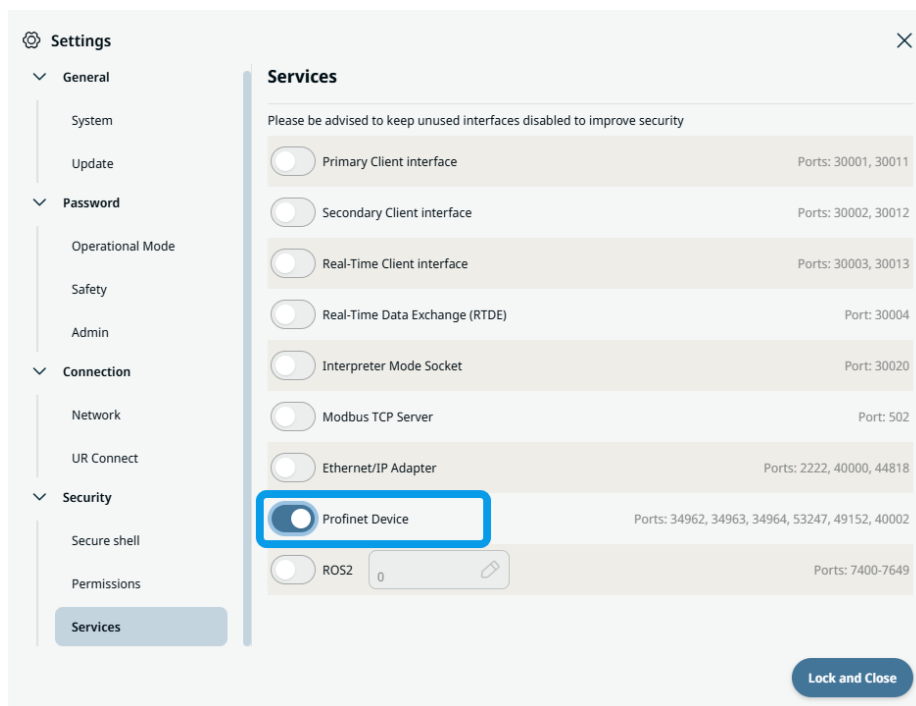 Settings
General
System
Update
Password
Operational Mode
Safety
Admin
Connection
Network
UR Connect
Security
Secure shell
Permissions
Services
Services
Please be advised to keep unused interfaces disabled to improve security
Primary Client interface Ports: 30001, 30011
Secondary Client interface Ports: 30002, 30012
Real-Time Client interface Ports: 30003, 30013
Real-Time Data Exchange (RTDE) Port: 30004
Interpreter Mode Socket Port: 30020
Modbus TCP Server Port: 502
Ethernet/IP Adapter Ports: 2222, 40000, 44818
Profinet Device Ports: 34962, 34963, 34964, 53247, 49152, 40002
ROS2 0 Ports: 7400-7649
Lock and Close